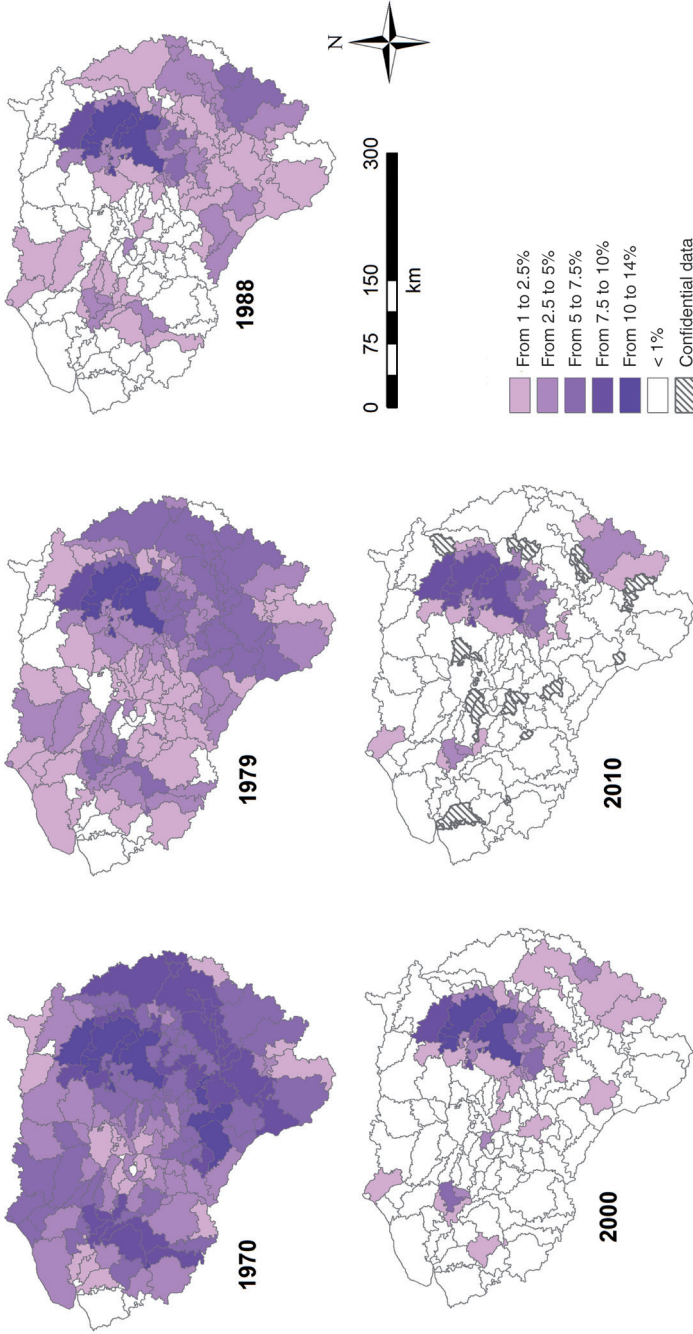 1970
1979
1988
2000
2010
N
0 75 150 300
km
From 1 to 2.5%
From 2.5 to 5%
From 5 to 7.5%
From 7.5 to 10%
From 10 to 14%
< 1%
Confidential data